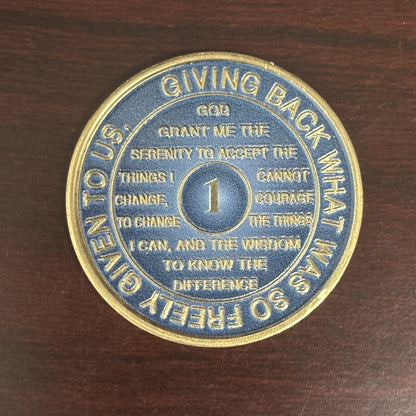 GIVING BACK WHAT WAS SO FREELY GIVEN TO US.
GOD
GRANT ME THE
SERENITY TO ACCEPT THE
THINGS I CANNOT
CHANGE, COURAGE
TO CHANGE THE THINGS
I CAN, AND THE WISDOM
TO KNOW THE
DIFFERENCE
1